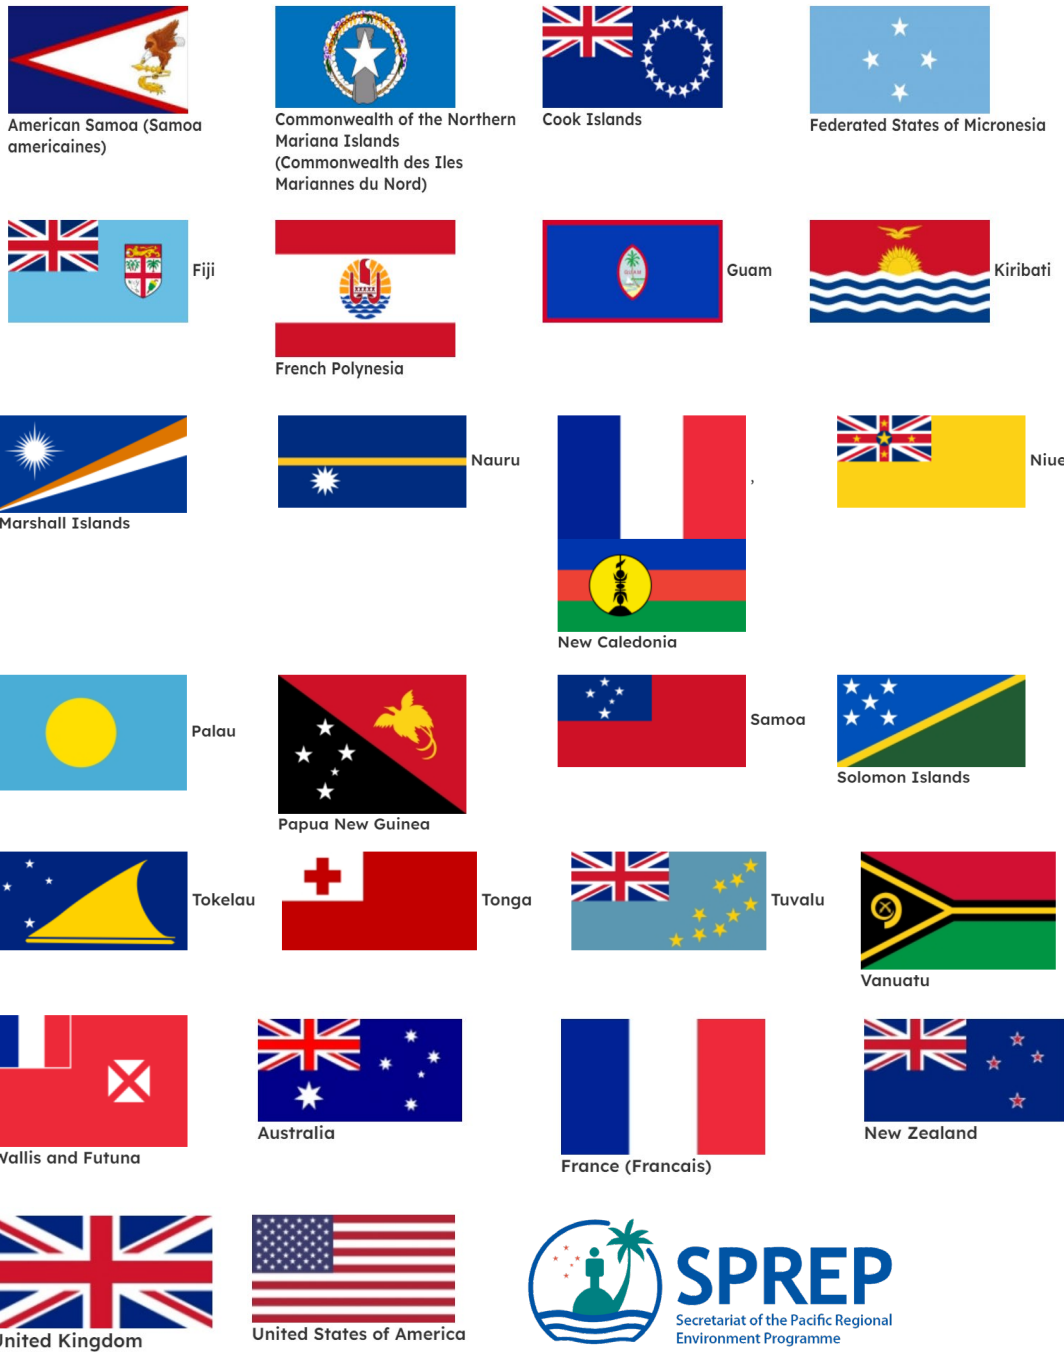 American Samoa (Samoa
americaines)
Commonwealth of the Northern
Mariana Islands
(Commonwealth des Iles
Mariannes du Nord)
Cook Islands
Federated States of Micronesia
Fiji
French Polynesia
GUAM
Guam
Kiribati
Marshall Islands
Nauru
,
New Caledonia
Niue
Palau
Papua New Guinea
Samoa
Solomon Islands
Tokelau
Tonga
Tuvalu
Vanuatu
Wallis and Futuna
Australia
France (Francais)
New Zealand
United Kingdom
United States of America
SPREP
Secretariat of the Pacific Regional
Environment Programme